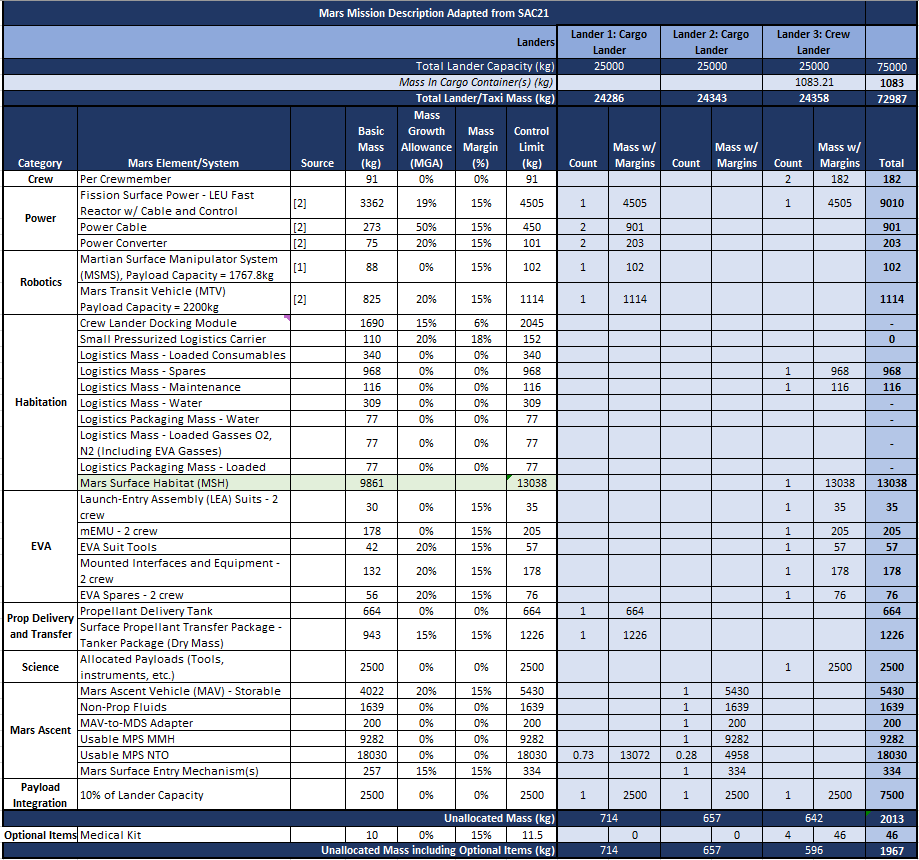 Mars Mission Description Adapted from SAC21
Landers Lander 1: Cargo Lander Lander 2: Cargo Lander Lander 3: Crew Lander
Total Lander Capacity (kg) 25000 25000 25000 75000
Mass In Cargo Container(s) (kg) 1083.21 1083
Total Lander/Taxi Mass (kg) 24286 24343 24358 72987
Category Mars Element/System Source Basic Mass (kg) Mass Growth Allowance (MGA) Mass Margin (%) Control Limit (kg) Count Mass w/ Margins Count Mass w/ Margins Count Mass w/ Margins Total
Crew Per Crewmember 91 0% 0% 91 2 182 182
Power Fission Surface Power - LEU Fast Reactor w/ Cable and Control [2] 3362 19% 15% 4505 1 4505 1 4505 9010
Power Cable [2] 273 50% 15% 450 2 901 901
Power Converter [2] 75 20% 15% 101 2 203 203
Robotics Martian Surface Manipulator System (MSMS), Payload Capacity = 1767.8kg [1] 88 0% 15% 102 1 102 102
Mars Transit Vehicle (MTV) Payload Capacity = 2200kg [2] 825 20% 15% 1114 1 1114 1114
Habitation Crew Lander Docking Module 1690 15% 6% 2045 -
Small Pressurized Logistics Carrier 110 20% 18% 152 0
Logistics Mass - Loaded Consumables 340 0% 0% 340
Logistics Mass - Spares 968 0% 0% 968 1 968 968
Logistics Mass - Maintenance 116 0% 0% 116 1 116 116
Logistics Mass - Water 309 0% 0% 309 -
Logistics Packaging Mass - Water 77 0% 0% 77 -
Logistics Mass - Loaded Gasses O2, N2 (Including EVA Gasses) 77 0% 0% 77 -
Logistics Packaging Mass - Loaded 77 0% 0% 77 -
Mars Surface Habitat (MSH) 9861 13038 1 13038 13038
EVA Launch-Entry Assembly (LEA) Suits - 2 crew 30 0% 15% 35 1 35 35
mEMU - 2 crew 178 0% 15% 205 1 205 205
EVA Suit Tools 42 20% 15% 57 1 57 57
Mounted Interfaces and Equipment - 2 crew 132 20% 15% 178 1 178 178
EVA Spares - 2 crew 56 20% 15% 76 1 76 76
Prop Delivery and Transfer Propellant Delivery Tank 664 0% 0% 664 1 664 664
Surface Propellant Transfer Package - Tanker Package (Dry Mass) 943 15% 15% 1226 1 1226 1226
Science Allocated Payloads (Tools, instruments, etc.) 2500 0% 0% 2500 1 2500 2500
Mars Ascent Mars Ascent Vehicle (MAV) - Storable 4022 20% 15% 5430 1 5430 5430
Non-Prop Fluids 1639 0% 0% 1639 1 1639 1639
MAV-to-MDS Adapter 200 0% 0% 200 1 200 200
Usable MPS MMH 9282 0% 0% 9282 1 9282 9282
Usable MPS NTO 18030 0% 0% 18030 0.73 13072 0.28 4958 18030
Mars Surface Entry Mechanism(s) 257 15% 15% 334 1 334 334
Payload Integration 10% of Lander Capacity 2500 0% 0% 2500 1 2500 1 2500 1 2500 7500
Unallocated Mass (kg) 714 657 642 2013
Optional Items Medical Kit 10 0% 15% 11.5 0 0 4 46 46
Unallocated Mass including Optional Items (kg) 714 657 596 1967